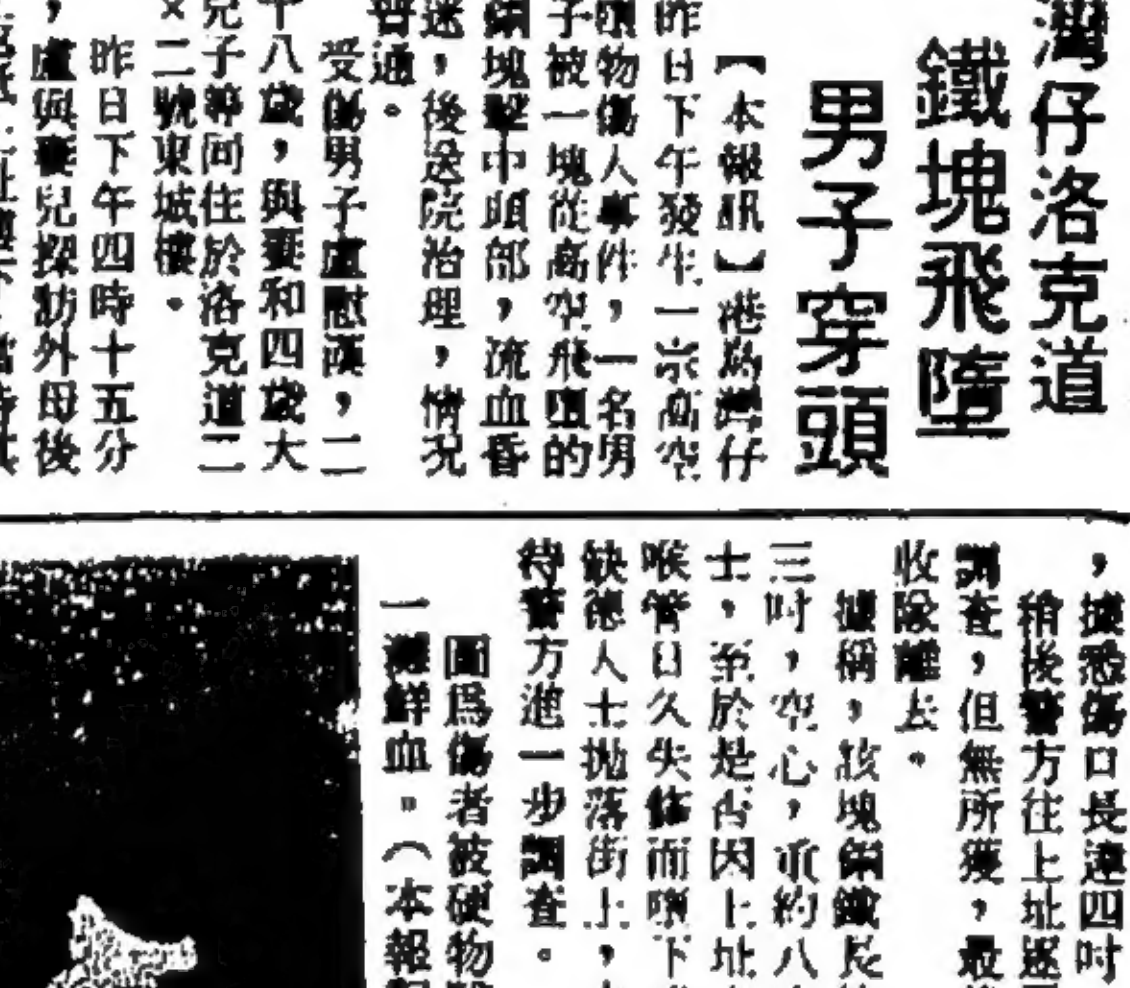 灣仔洛克道
鐵塊飛墮
男子穿頭
【本報訊】港島灣仔
昨日下午發生一宗高空
墮物傷人事件，一名男
子被一塊從高空飛墮的
鐵塊擊中頭部，流血昏
迷，後送院治理，情況
普通。
受傷男子盧慰漢，二
十八歲，與妻和四歲大
兒子等同住於洛克道二
×二號東城樓。
昨日下午四時十五分
，盧與妻兒探訪外母後
，據悉傷口長達四吋
稍後警方往上址逐
調查，但無所獲，最
收隊離去。
據稱，該塊鋼鐵長
三吋，空心，重約八
士，至於是否因上址
喉管日久失修而墮下
缺德人士拋落街上，
待警方進一步調查。
圖爲傷者被硬物
一灘鮮血。（本報